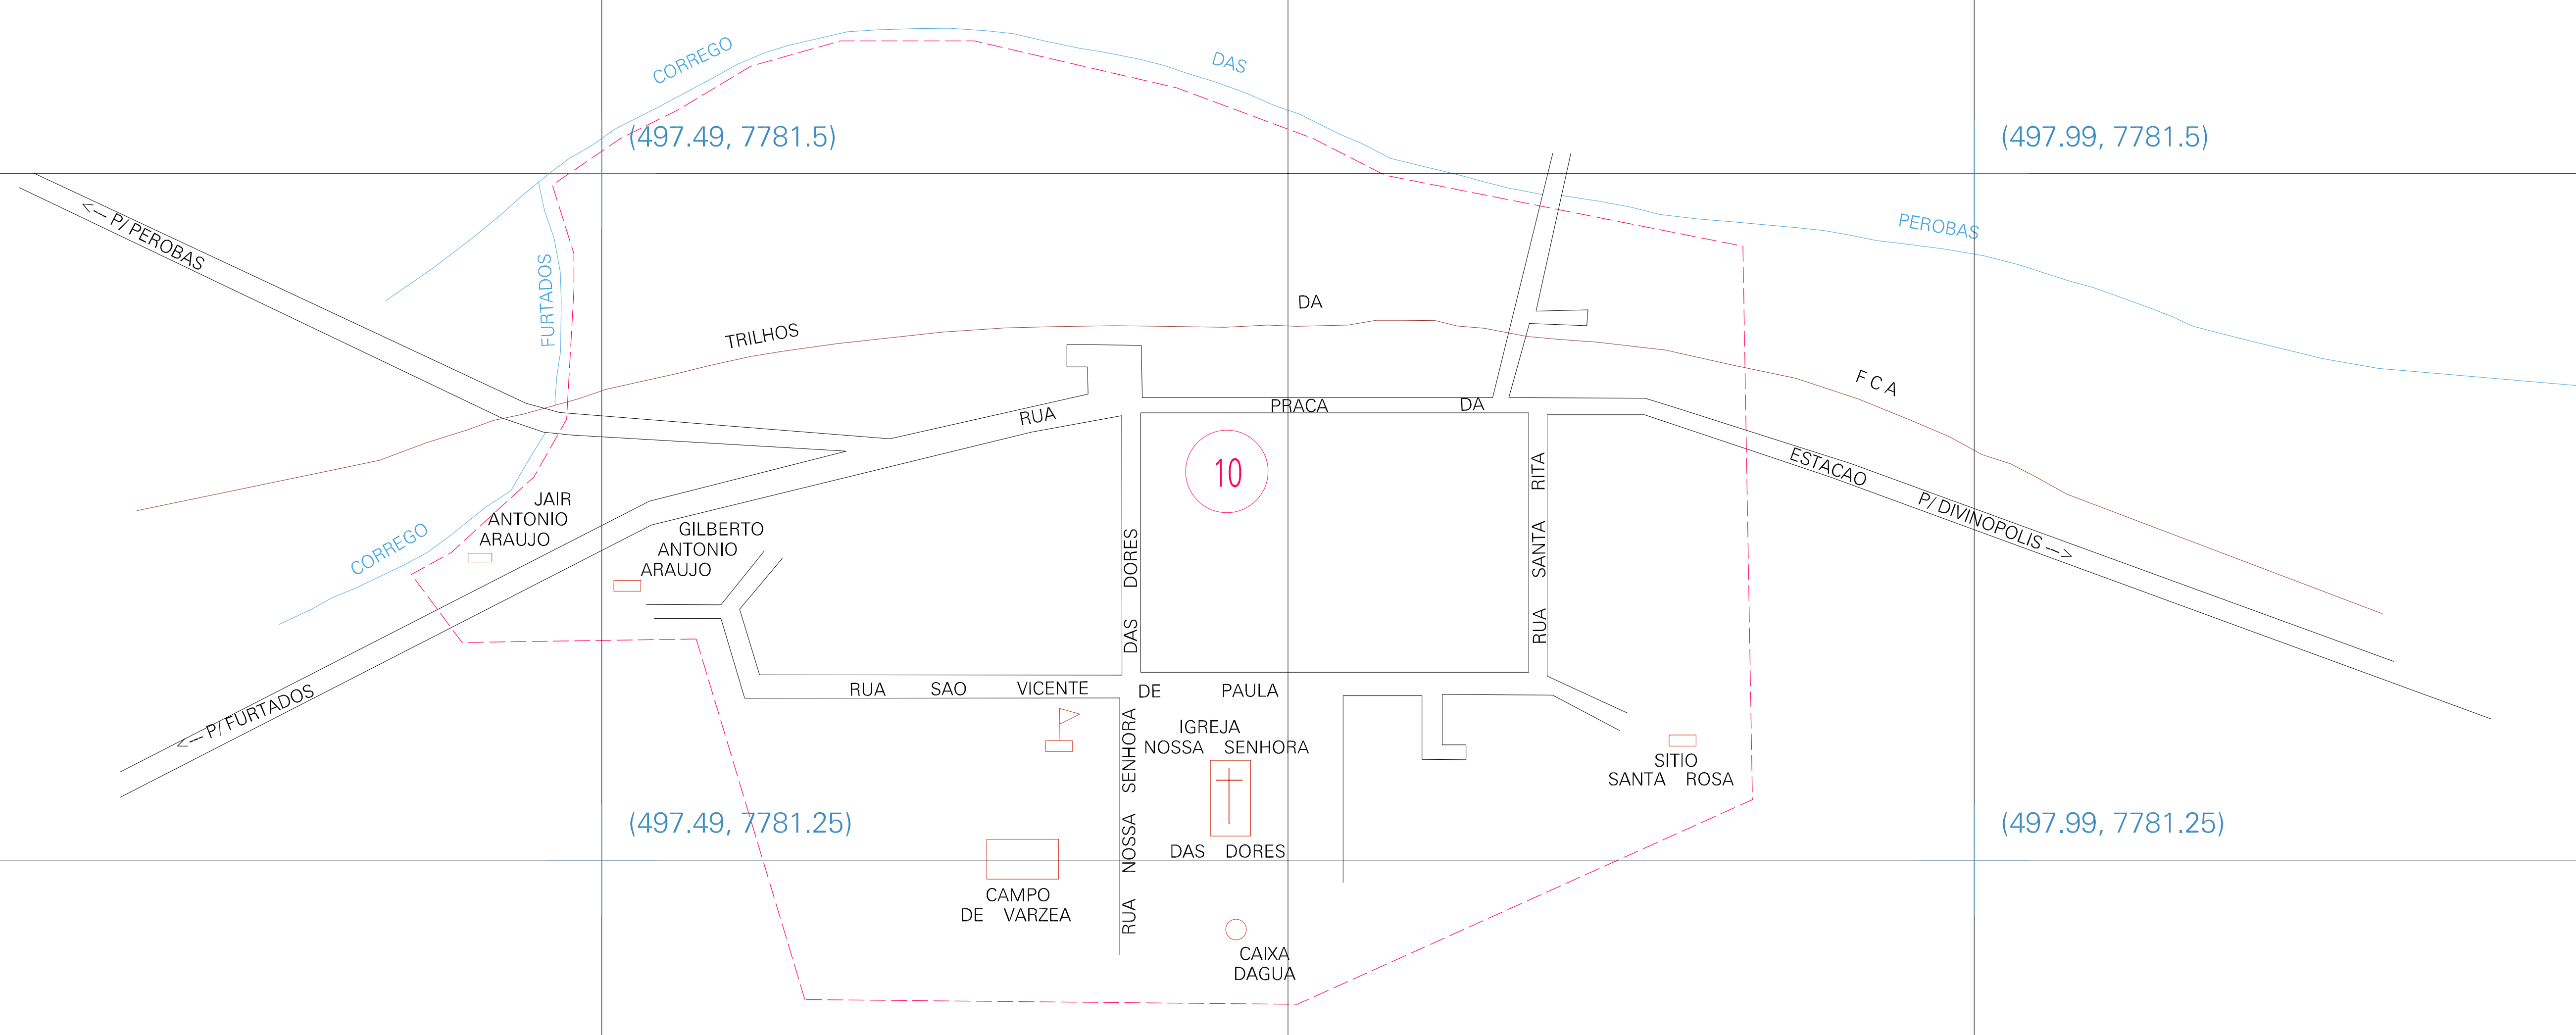 CORREGO DAS PEROBAS
(497.49, 7781.5)
(497.99, 7781.5)
<--- P/ PEROBAS
FURTADOS
CORREGO
TRILHOS DA F C A
RUA
PRACA DA ESTACAO
P/ DIVINOPOLIS --->
10
JAIR
ANTONIO
ARAUJO
GILBERTO
ANTONIO
ARAUJO
DAS DORES
RUA SANTA RITA
<--- P/ FURTADOS
RUA SAO VICENTE DE PAULA
RUA NOSSA SENHORA
IGREJA
NOSSA SENHORA
DAS DORES
SITIO
SANTA ROSA
(497.49, 7781.25)
(497.99, 7781.25)
CAMPO
DE VARZEA
CAIXA
DAGUA